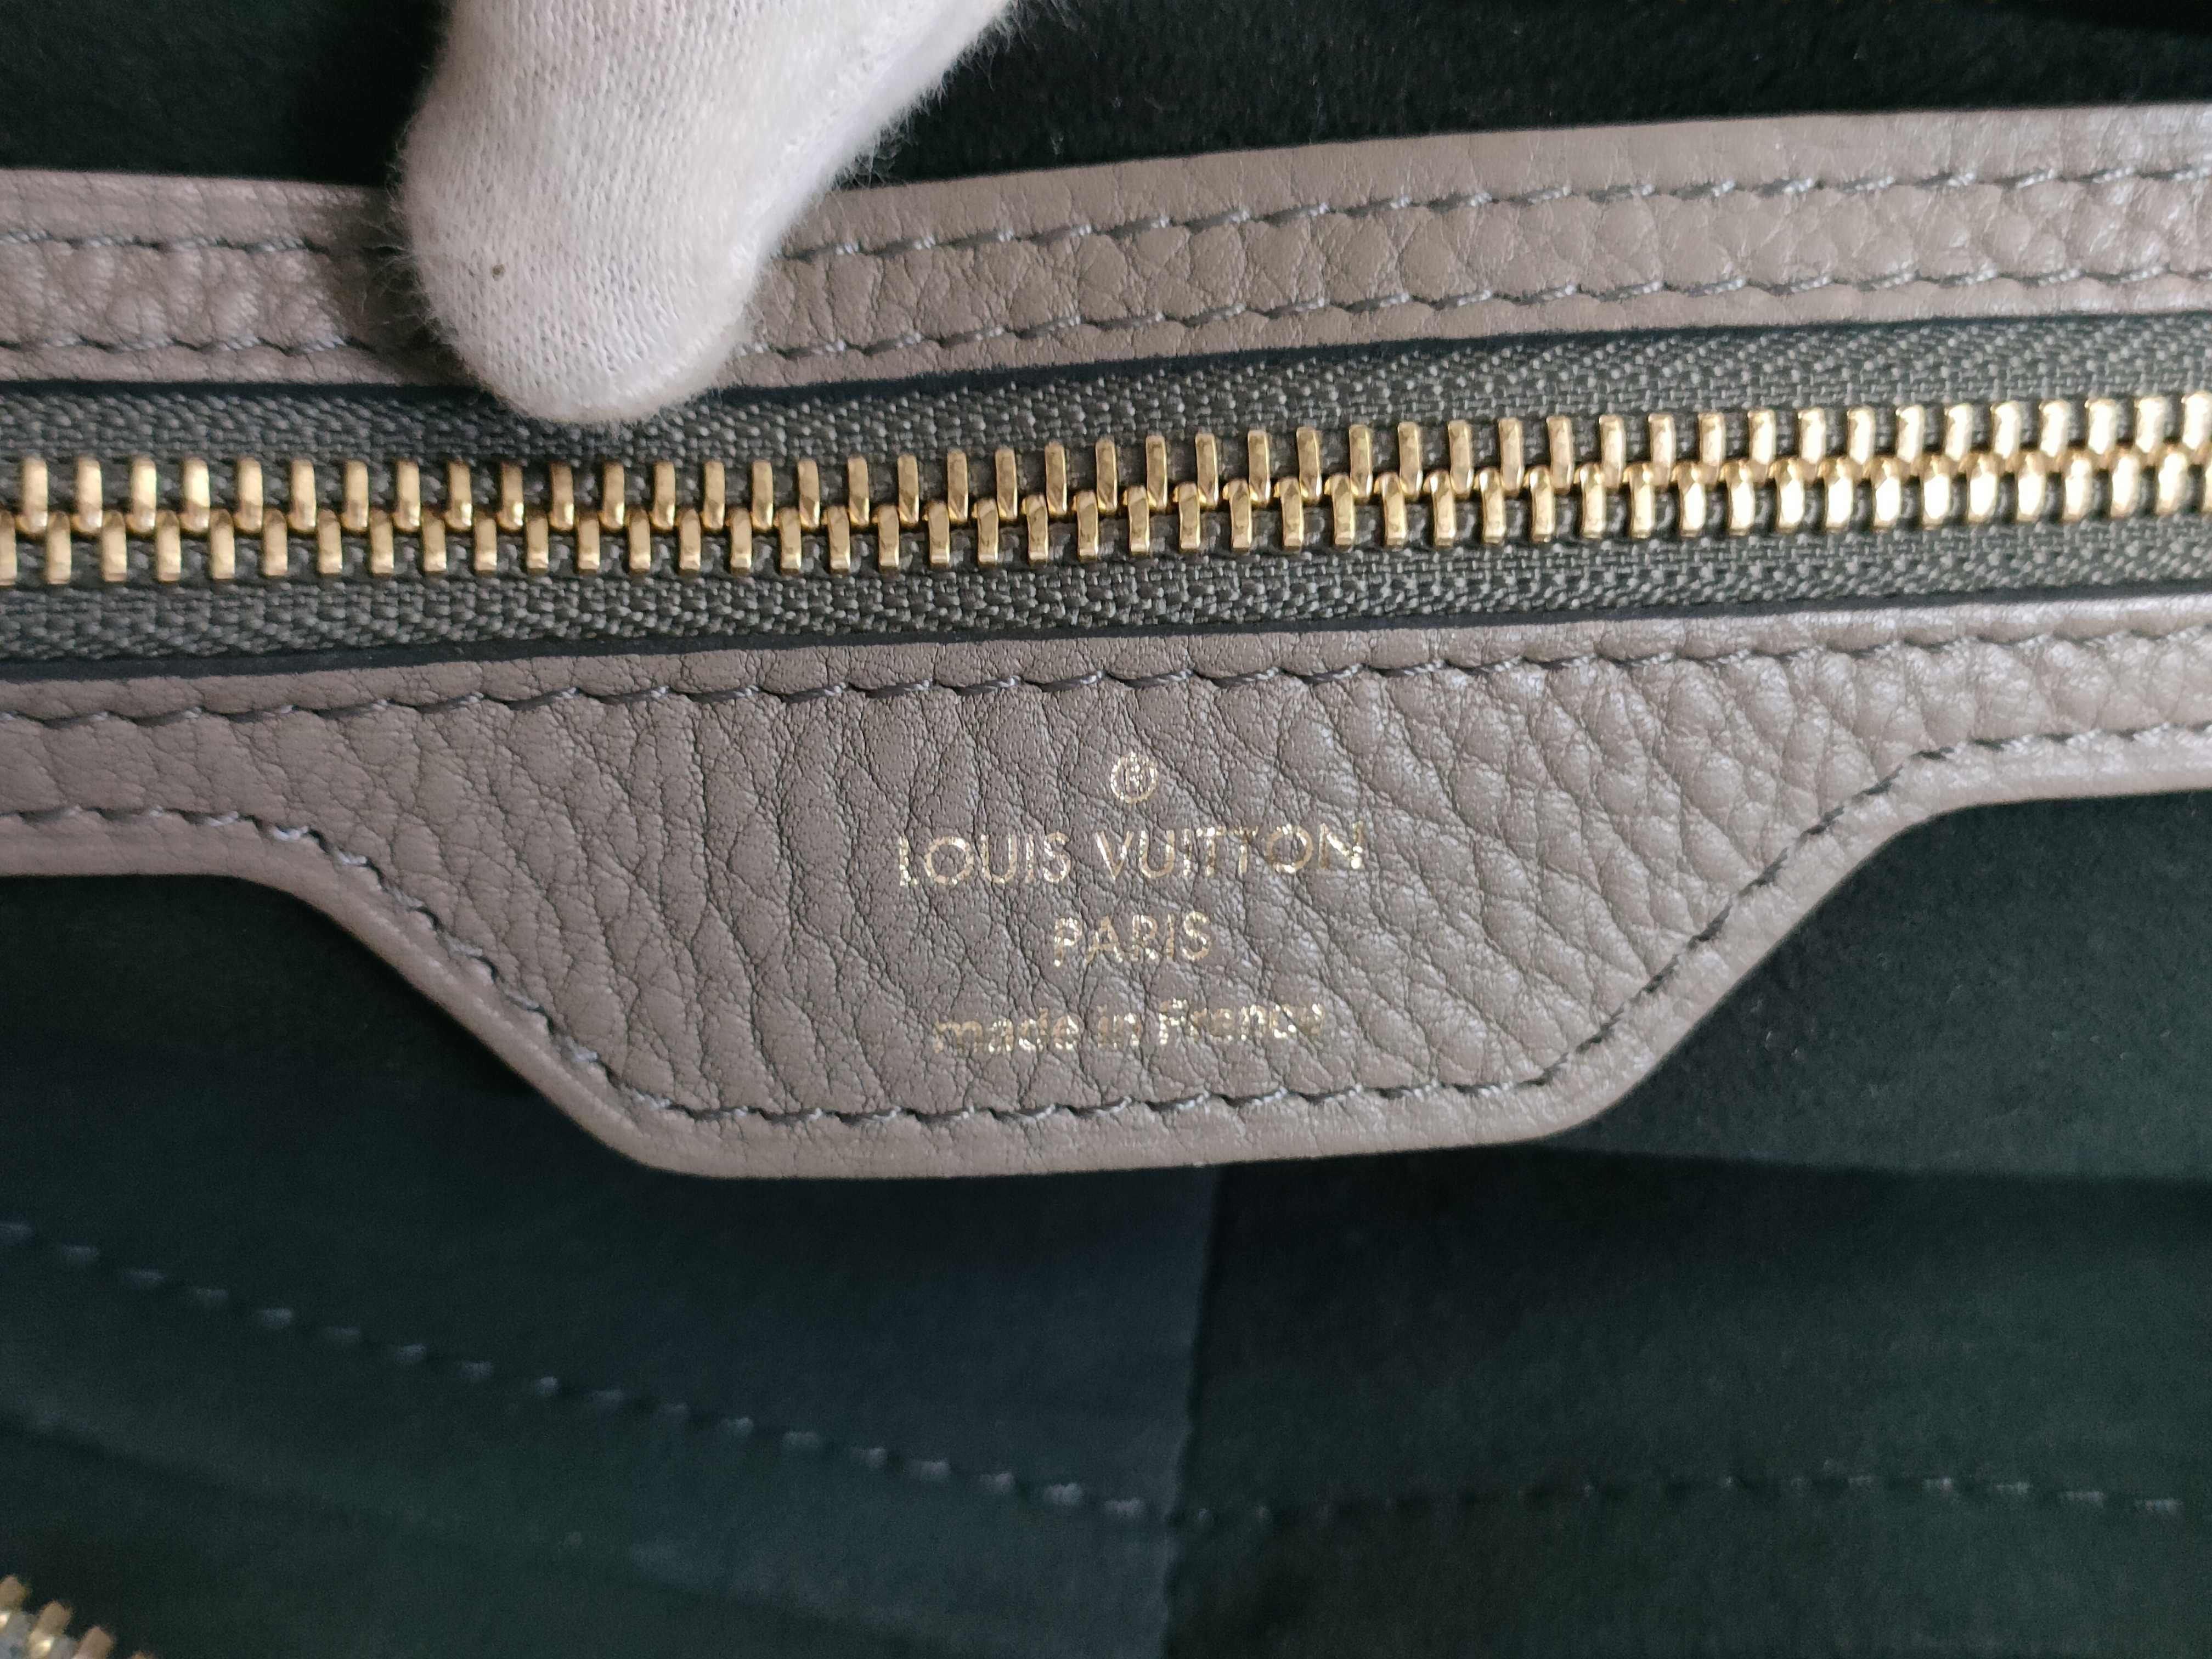 ®
LOUIS VUITTON
PARIS
made in France